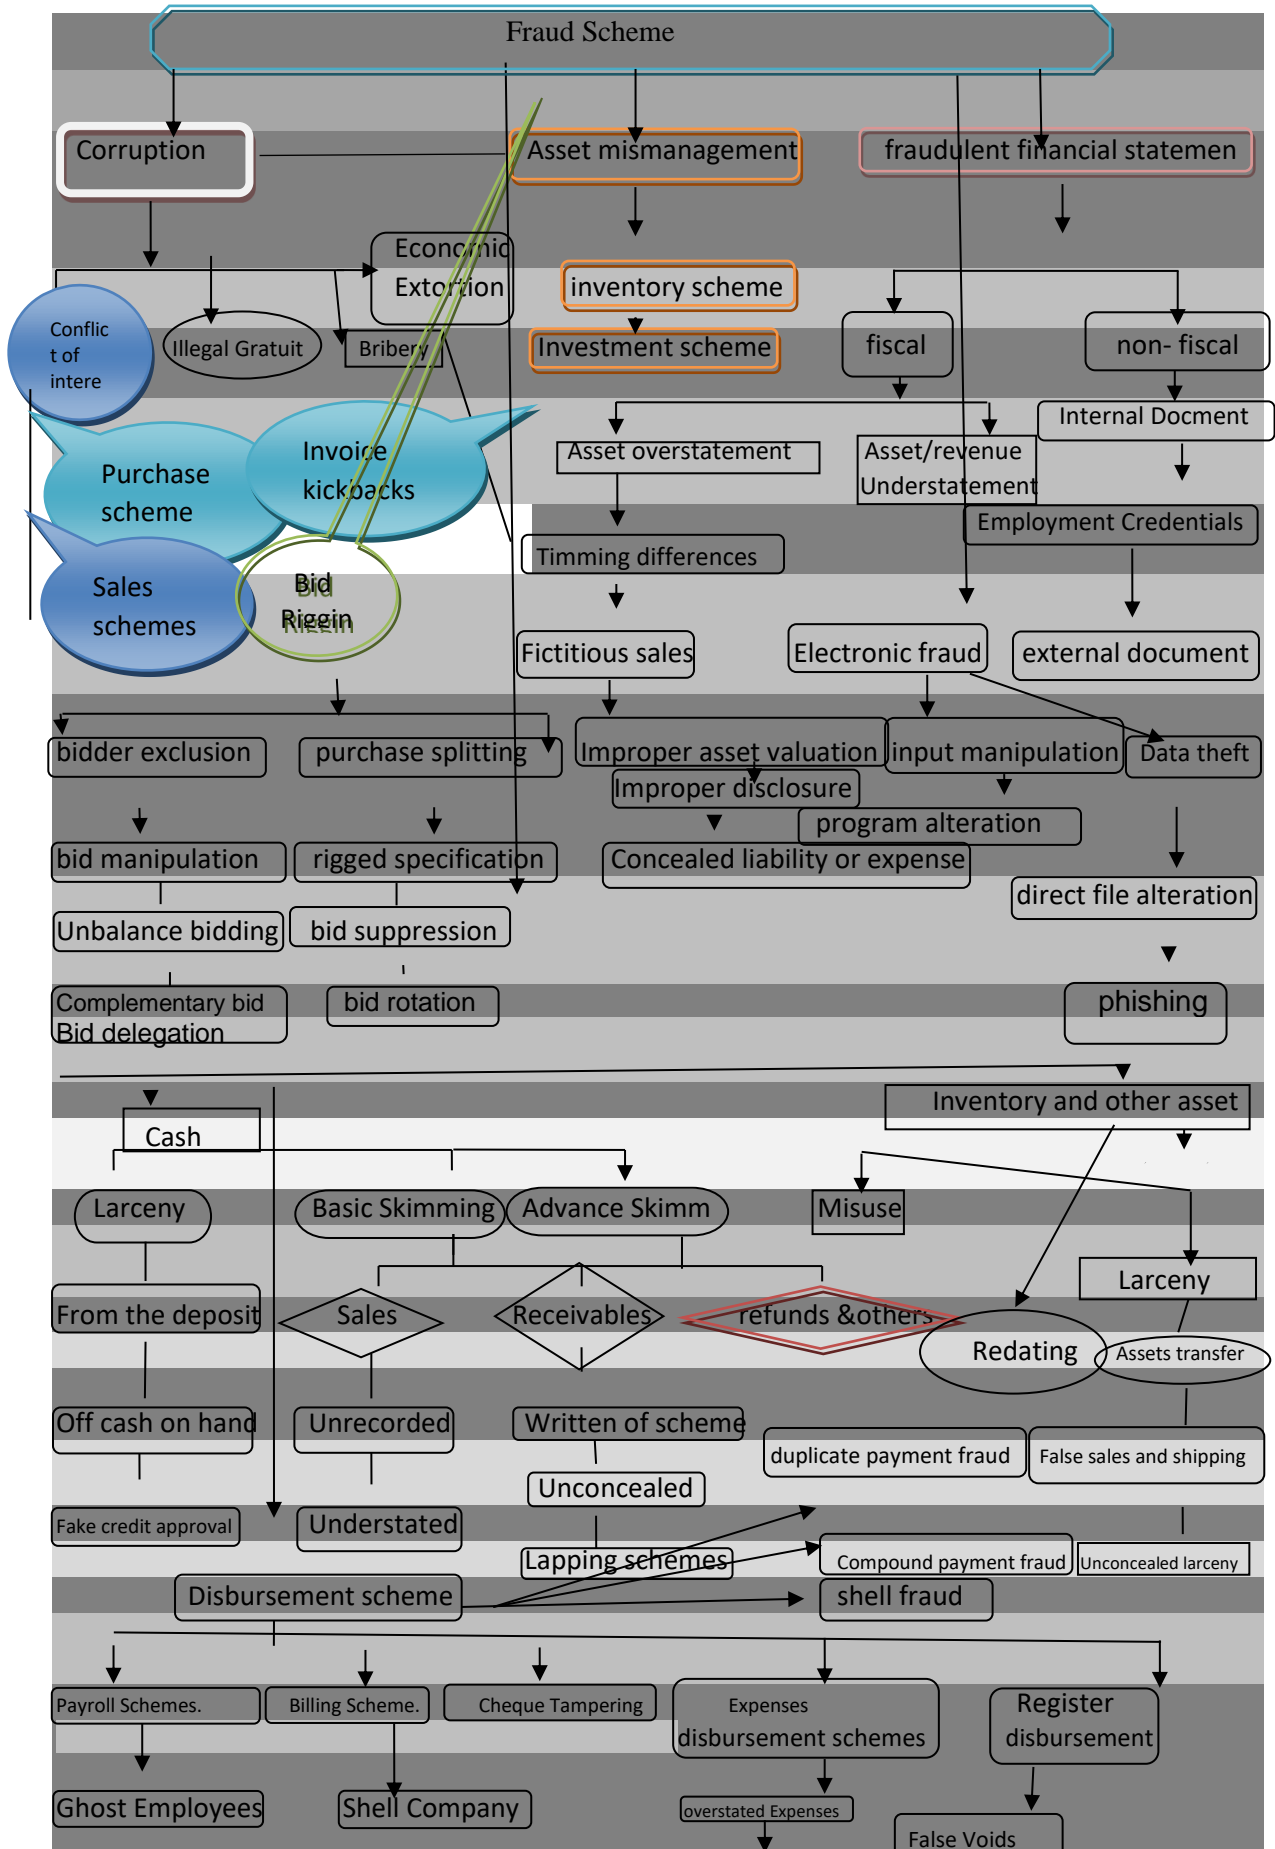 Fraud Scheme
Corruption
Asset mismanagement
fraudulent financial statemen
Economic
Extortion
inventory scheme
Conflic
t of
intere
Illegal Gratuit
Bribery
Investment scheme
fiscal
non- fiscal
Internal Docment
Purchase
scheme
Invoice
kickbacks
Asset overstatement
Asset/revenue
Understatement
Employment Credentials
Timming differences
Sales
schemes
Bid
Riggin
Fictitious sales
Electronic fraud
external document
bidder exclusion
purchase splitting
Improper asset valuation
input manipulation
Data theft
Improper disclosure
program alteration
bid manipulation
rigged specification
Concealed liability or expense
direct file alteration
Unbalance bidding
bid suppression
Complementary bid
Bid delegation
bid rotation
phishing
Inventory and other asset
Cash
Larceny
Basic Skimming
Advance Skimm
Misuse
Larceny
From the deposit
Sales
Receivables
refunds &others
Redating
Assets transfer
Off cash on hand
Unrecorded
Written of scheme
duplicate payment fraud
False sales and shipping
Unconcealed
Fake credit approval
Understated
Lapping schemes
Compound payment fraud
Unconcealed larceny
Disbursement scheme
shell fraud
Payroll Schemes.
Billing Scheme.
Cheque Tampering
Expenses
disbursement schemes
Register
disbursement
Ghost Employees
Shell Company
overstated Expenses
False Voids